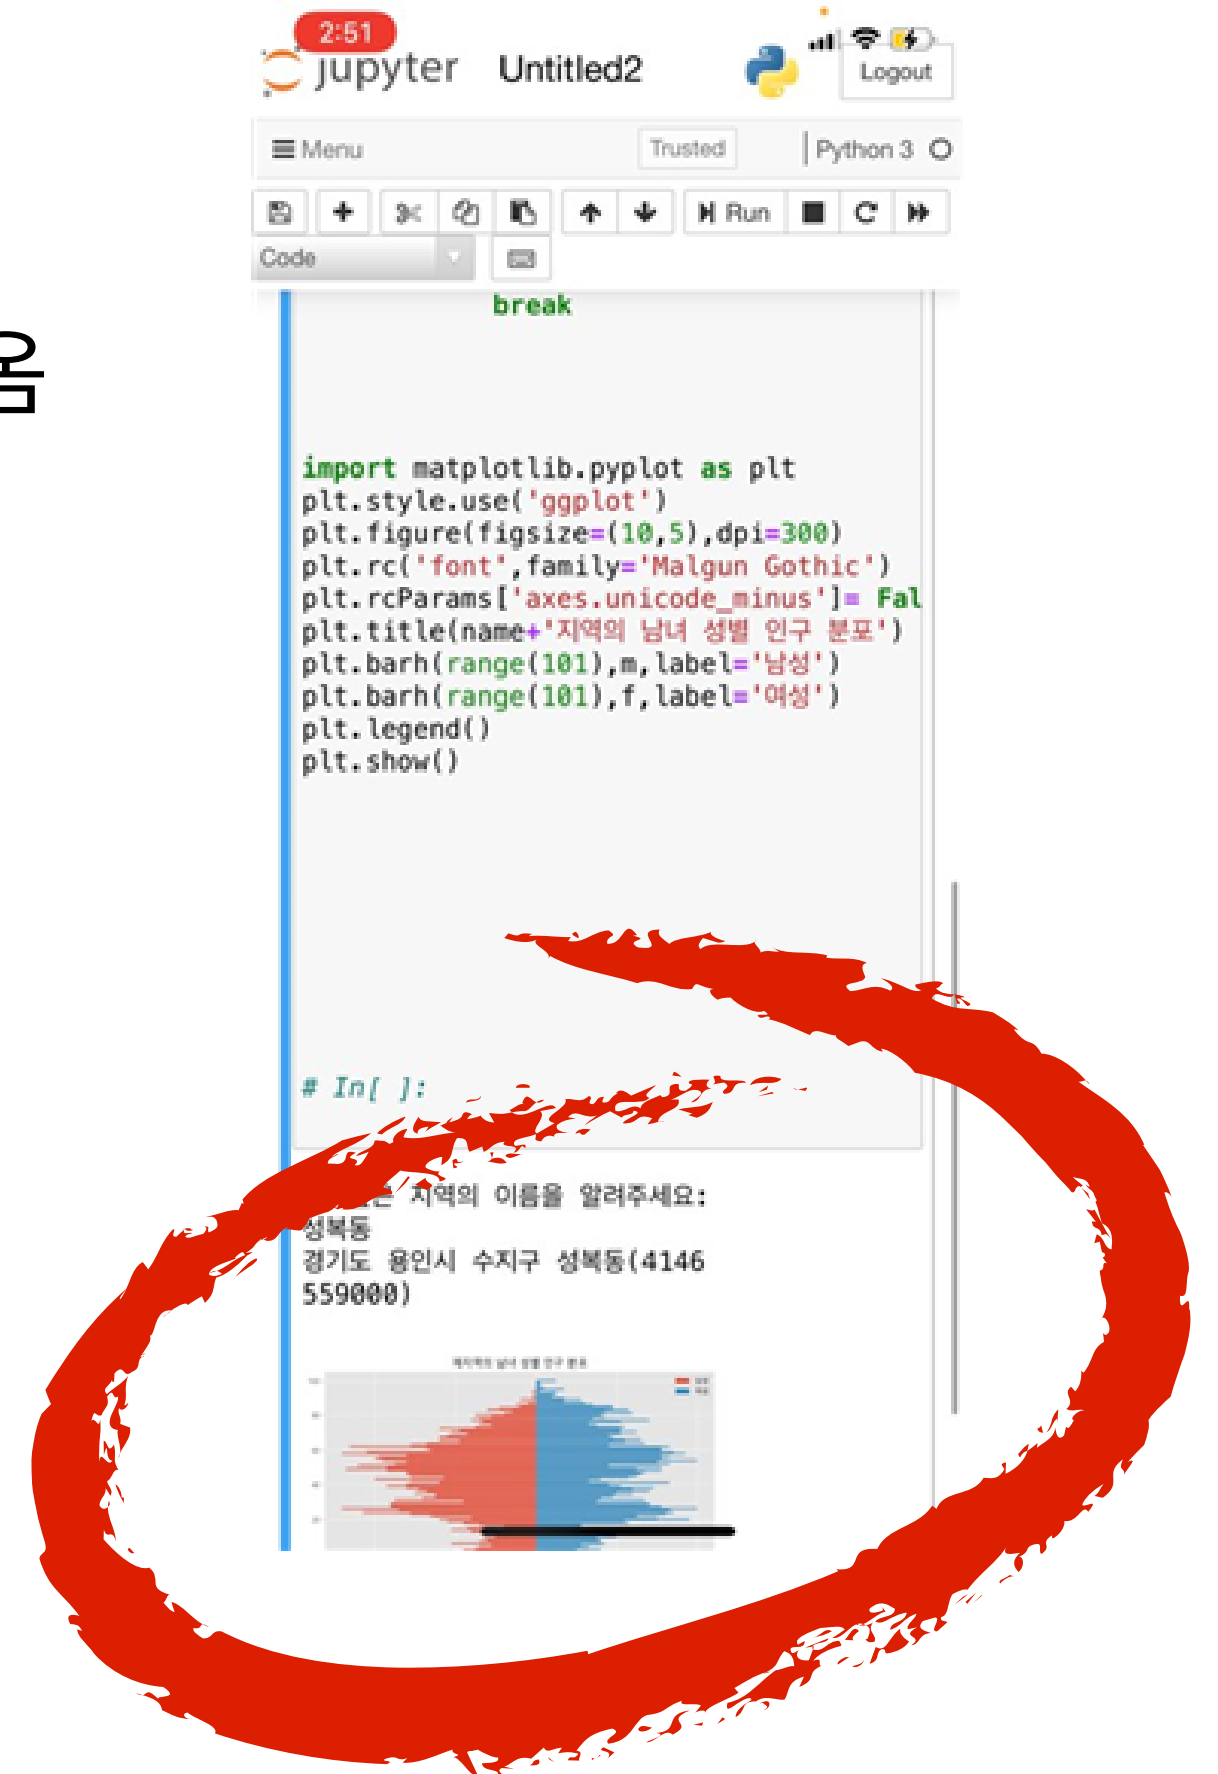 2:51
jupyter Untitled2
Logout
Menu
Trusted
Python 3
Run
Code
break
import matplotlib.pyplot as plt
plt.style.use('ggplot')
plt.figure(figsize=(10,5),dpi=300)
plt.rc('font',family='Malgun Gothic')
plt.rcParams['axes.unicode_minus']= Fal
plt.title(name+'지역의 남녀 성별 인구 분포')
plt.barh(range(101),m,label='남성')
plt.barh(range(101),f,label='여성')
plt.legend()
plt.show()
# In[ ]:
지역의 이름을 알려주세요:
성복동
경기도 용인시 수지구 성복동(4146
559000)